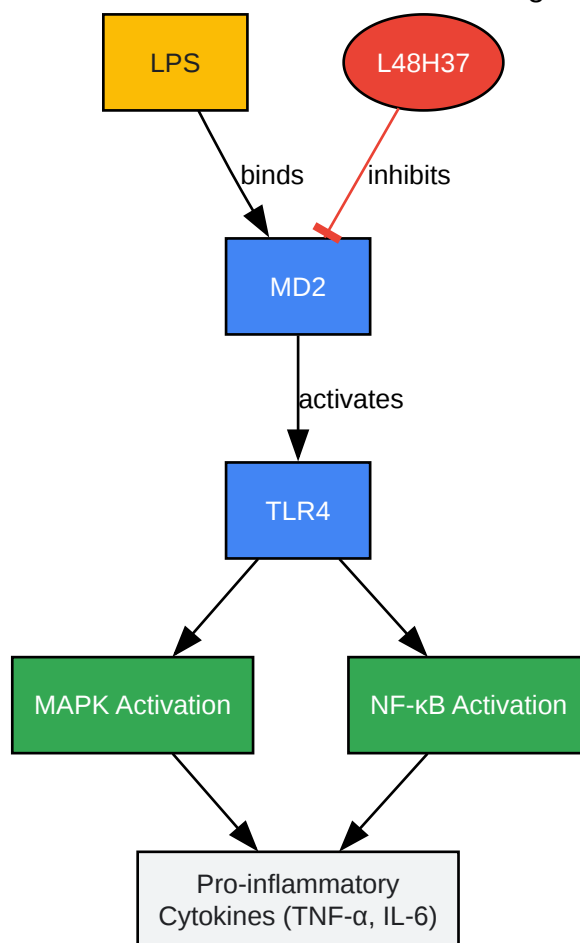 LPS
L48H37
binds
inhibits
MD2
activates
TLR4
MAPK Activation
NF-κB Activation
Pro-inflammatory
Cytokines (TNF-α, IL-6)